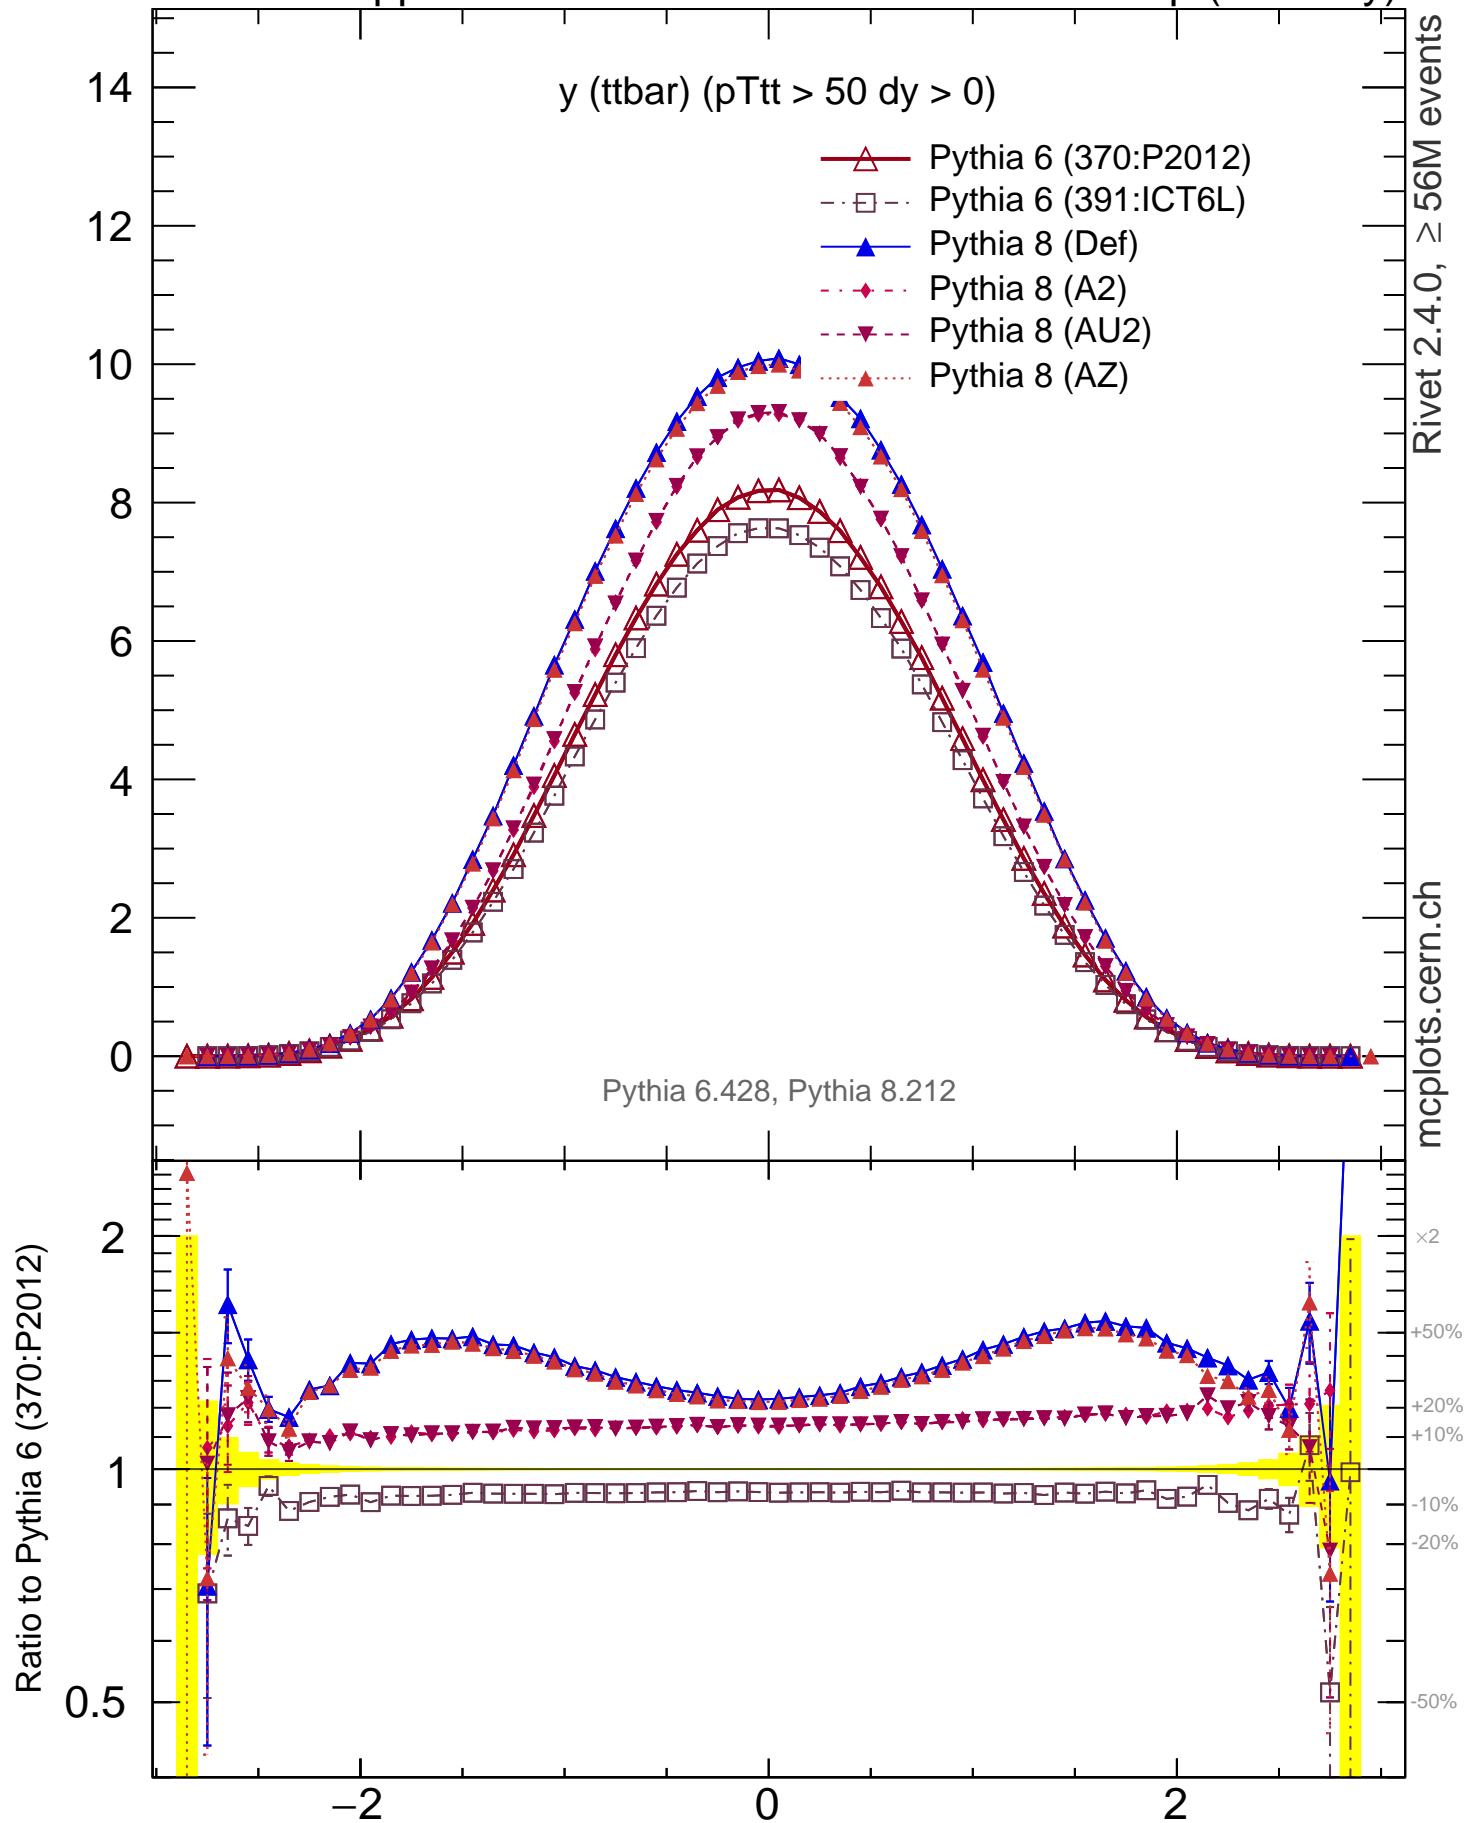 y (ttbar) (pTtt > 50 dy > 0)
Pythia 6 (370:P2012)
Pythia 6 (391:ICT6L)
Pythia 8 (Def)
Pythia 8 (A2)
Pythia 8 (AU2)
Pythia 8 (AZ)
14
12
10
8
6
4
2
0
Pythia 6.428, Pythia 8.212
Rivet 2.4.0, ≥ 56M events
mcplots.cern.ch
Ratio to Pythia 6 (370:P2012)
2
1
0.5
×2
+50%
+20%
+10%
-10%
-20%
-50%
−2
0
2